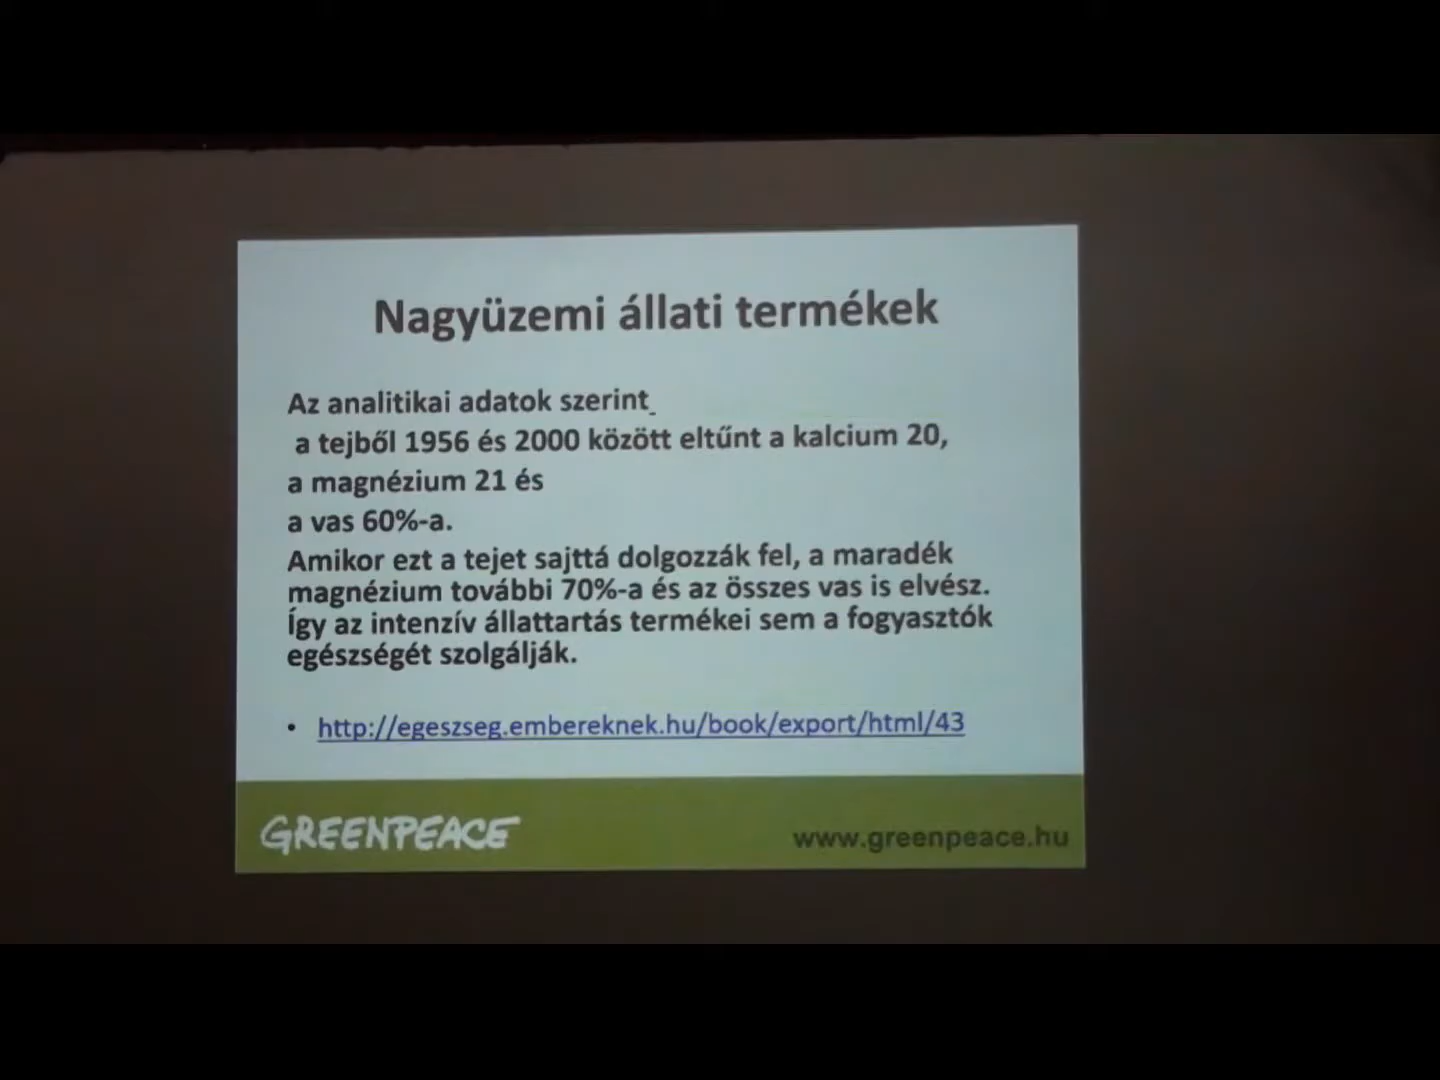 Nagyüzemi állati termékek
Az analitikai adatok szerint
a tejből 1956 és 2000 között eltűnt a kalcium 20,
a magnézium 21 és
a vas 60%-a.
Amikor ezt a tejet sajttá dolgozzák fel, a maradék
magnézium további 70%-a és az összes vas is elvész.
Így az intenzív állattartás termékei sem a fogyasztók
egészségét szolgálják.
• http://egeszseg.embereknek.hu/book/export/html/43
GREENPEACE
www.greenpeace.hu